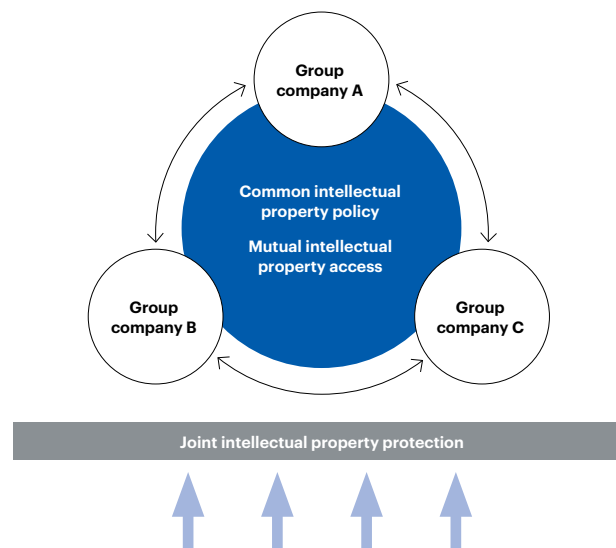 Group
company A
Common intellectual
property policy
Mutual intellectual
property access
Group
company B
Group
company C
Joint intellectual property protection